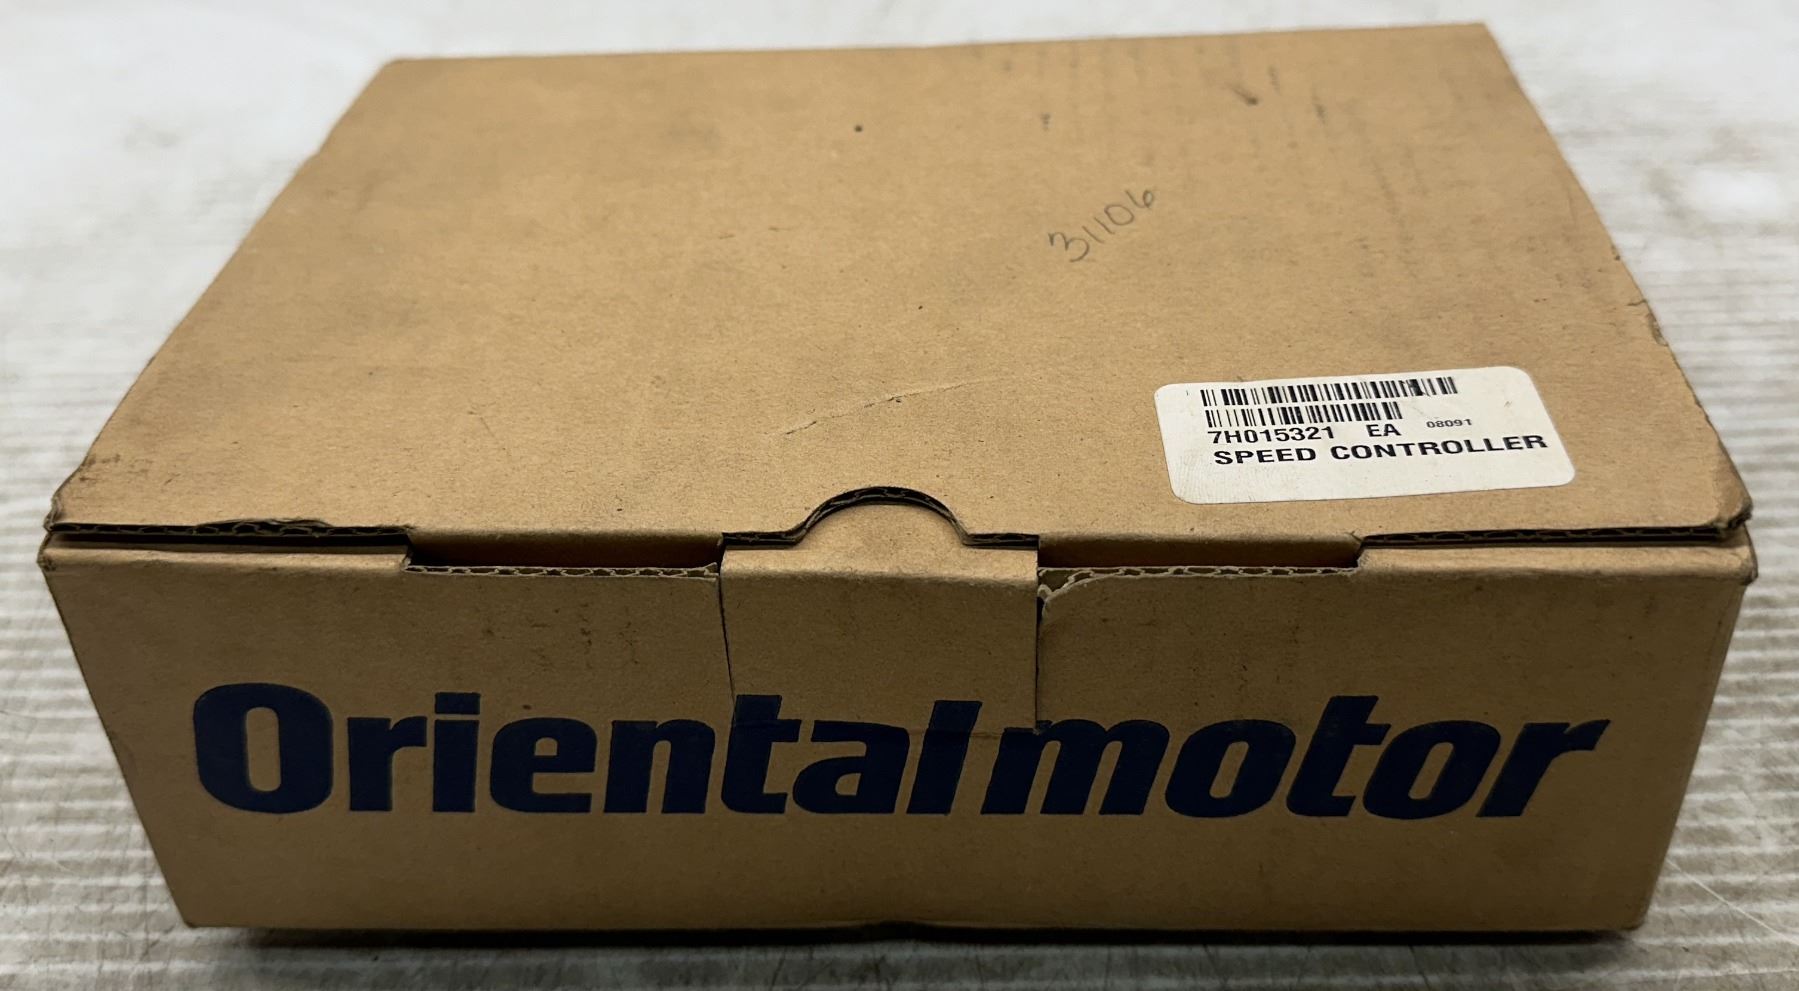 31106
7H015321 EA 08091
SPEED CONTROLLER
Orientalmotor